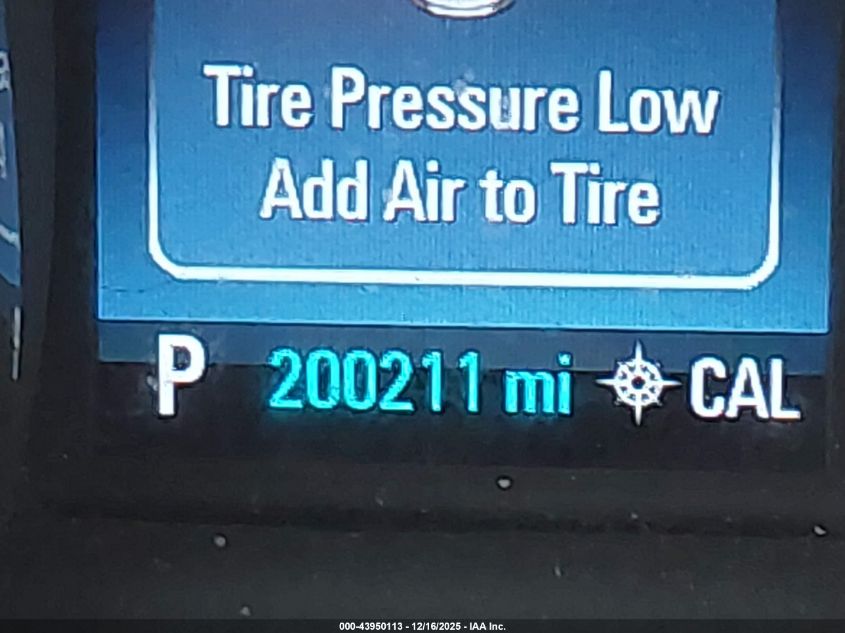 Tire Pressure Low
Add Air to Tire
P 200211 mi CAL
000-43950113 - 12/16/2025 - IAA Inc.